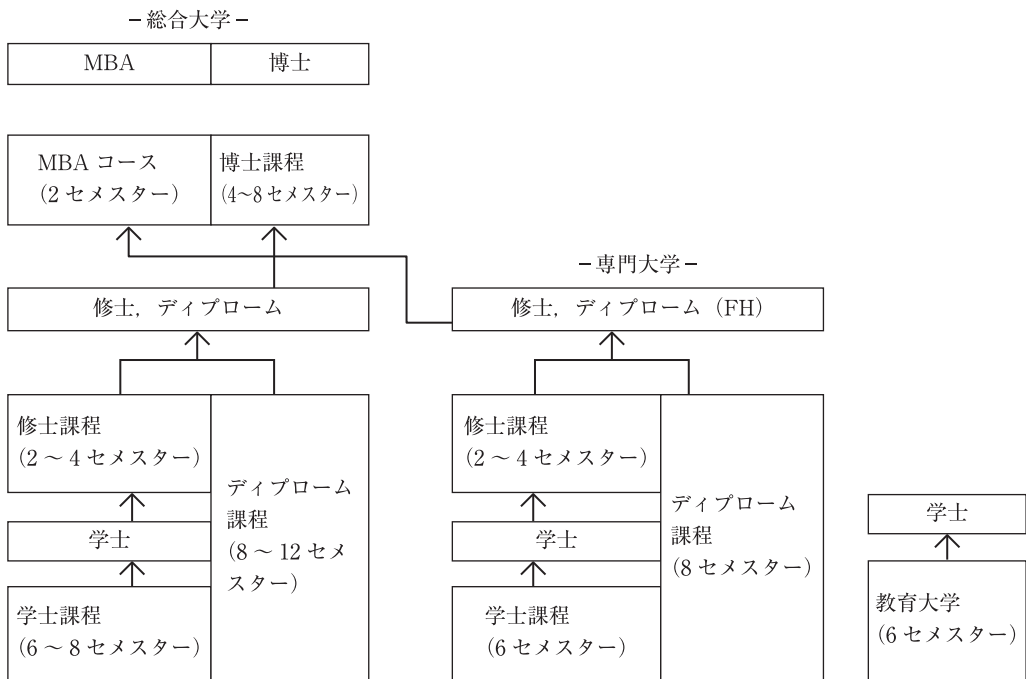 －総合大学－
MBA
博士
MBA コース
（2 セメスター）
博士課程
（4～8 セメスター）
－専門大学－
修士，ディプローム
修士，ディプローム（FH）
修士課程
（2 ～ 4 セメスター）
ディプローム
課程
（8 ～ 12 セメ
スター）
学士
学士課程
（6 ～ 8 セメスター）
修士課程
（2 ～ 4 セメスター）
ディプローム
課程
（8 セメスター）
学士
学士課程
（6 セメスター）
学士
教育大学
（6 セメスター）